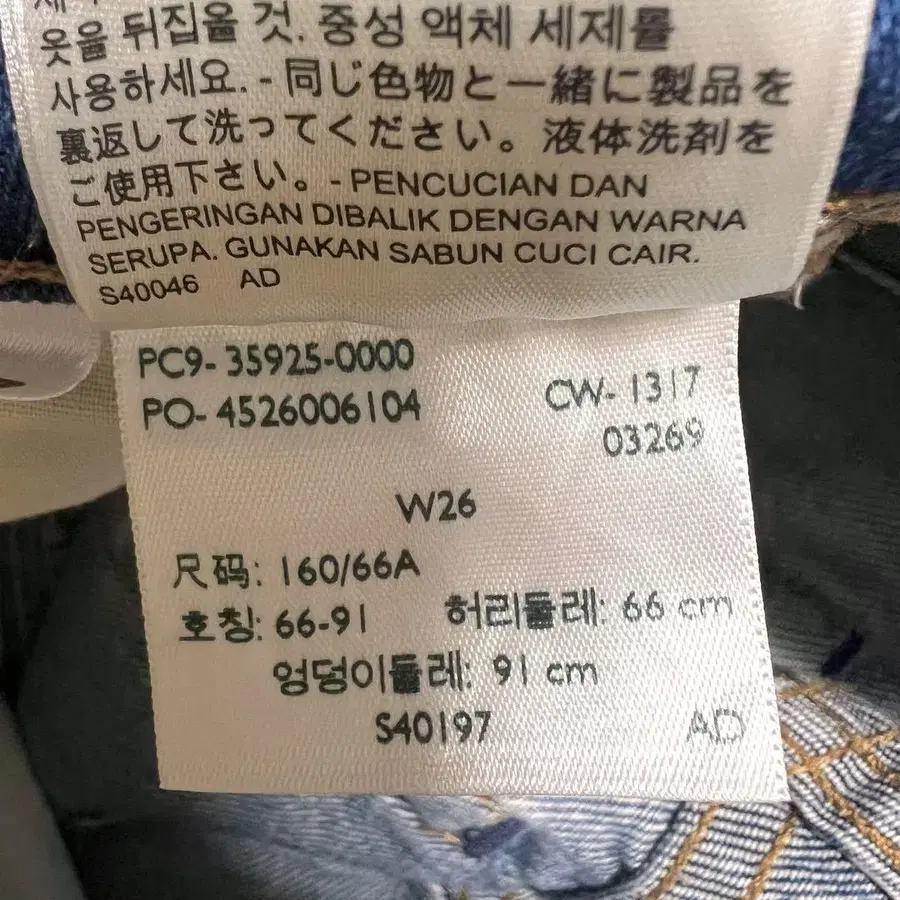 옷을 뒤집을 것. 중성 액체 세제를
사용하세요. - 同じ色物と一緒に製品を
裏返して洗ってください。液体洗剤を
ご使用下さい。- PENCUCIAN DAN
PENGERINGAN DIBALIK DENGAN WARNA
SERUPA. GUNAKAN SABUN CUCI CAIR.
S40046 AD
PC9- 35925-0000
PO- 4526006104
CW- 1317
03269
W26
尺码: 160/66A
호칭: 66-91 허리둘레: 66 cm
엉덩이둘레: 91 cm
S40197 AD